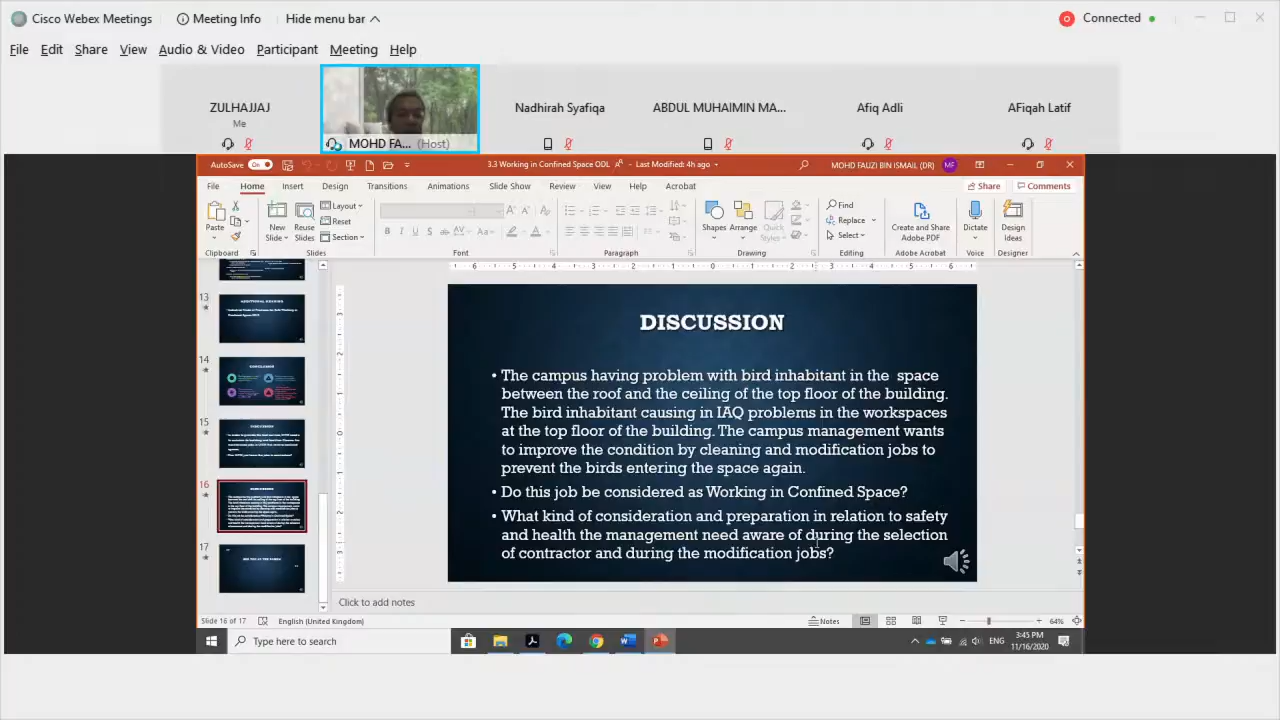 Cisco Webex Meetings
Meeting Info
Hide menu bar
Connected
File Edit Share View Audio & Video Participant Meeting Help
ZULHAJJAJ
Me
MOHD FA... (Host)
Nadhirah Syafiqa
ABDUL MUHAIMIN MA...
Afiq Adli
AFiqah Latif
AutoSave On
3.3 Working in Confined Space ODL
- Last Modified: 4h ago
MOHD FAUZI BIN ISMAIL (DR)
MF
File Home Insert Design Transitions Animations Slide Show Review View Help Acrobat
Share
Comments
Paste
New Slide
Reuse Slides
Layout
Reset
Section
Shapes
Arrange
Quick Styles
Find
Replace
Select
Create and Share Adobe PDF
Dictate
Design Ideas
Clipboard
Slides
Font
Paragraph
Drawing
Editing
Adobe Acrobat
Voice
Designer
13
14
15
16
17
DISCUSSION
• The campus having problem with bird inhabitant in the space
between the roof and the ceiling of the top floor of the building.
The bird inhabitant causing in IAQ problems in the workspaces
at the top floor of the building. The campus management wants
to improve the condition by cleaning and modification jobs to
prevent the birds entering the space again.
• Do this job be considered Working in Confined Space?
• What kind of consideration and preparation in relation to safety
and health the management need aware of during the selection
of contractor and during the modification jobs?
Click to add notes
Slide 16 of 17
English (United Kingdom)
Notes
64%
Type here to search
ENG
3:45 PM
11/16/2020